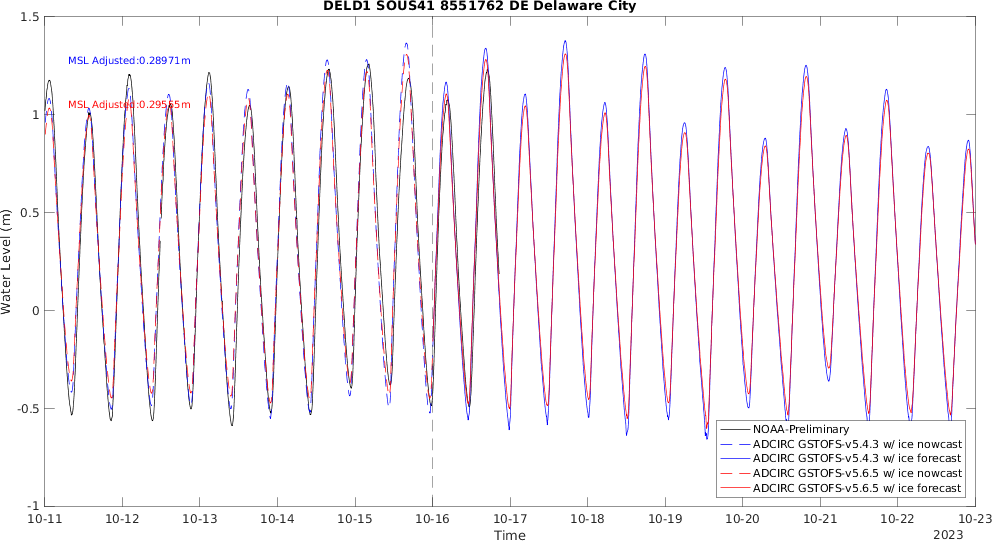 DELD1 SOUS41 8551762 DE Delaware City
1.5
MSL Adjusted:0.28971m
MSL Adjusted:0.29565m
1
0.5
Water Level (m)
0
-0.5
-1
NOAA-Preliminary
ADCIRC GSTOFS-v5.4.3 w/ ice nowcast
ADCIRC GSTOFS-v5.4.3 w/ ice forecast
ADCIRC GSTOFS-v5.6.5 w/ ice nowcast
ADCIRC GSTOFS-v5.6.5 w/ ice forecast
10-11 10-12 10-13 10-14 10-15 10-16 10-17 10-18 10-19 10-20 10-21 10-22 10-23
Time
2023